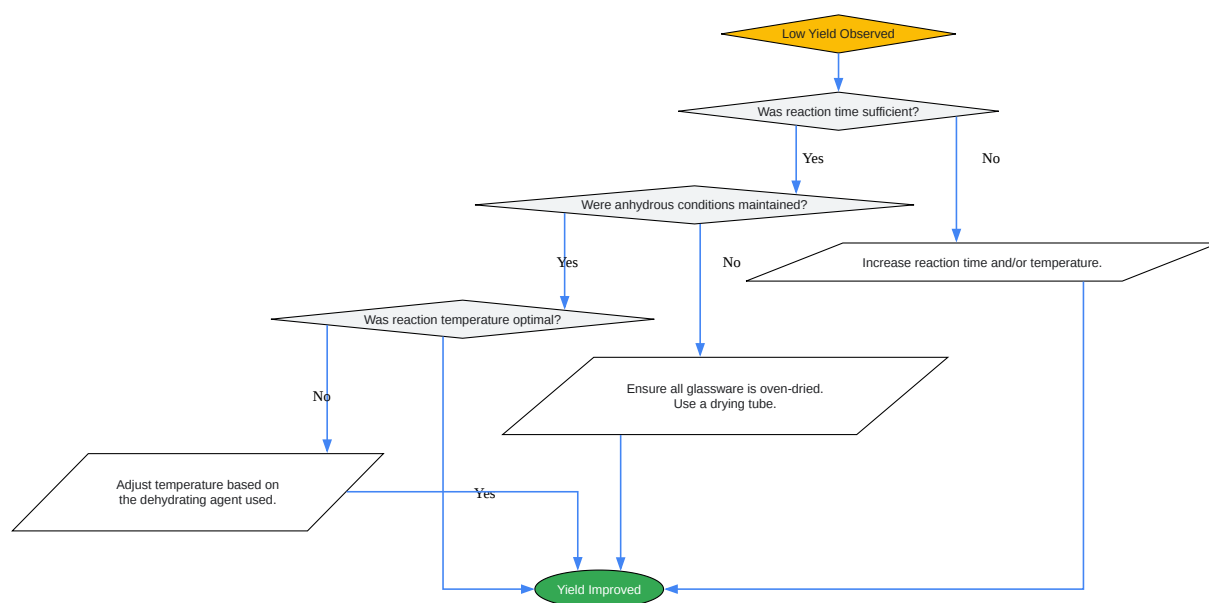 Low Yield Observed
Was reaction time sufficient?
Yes
No
Were anhydrous conditions maintained?
Yes
No
Increase reaction time and/or temperature.
Was reaction temperature optimal?
Ensure all glassware is oven-dried.
Use a drying tube.
No
Adjust temperature based on
the dehydrating agent used.
Yes
Yield Improved